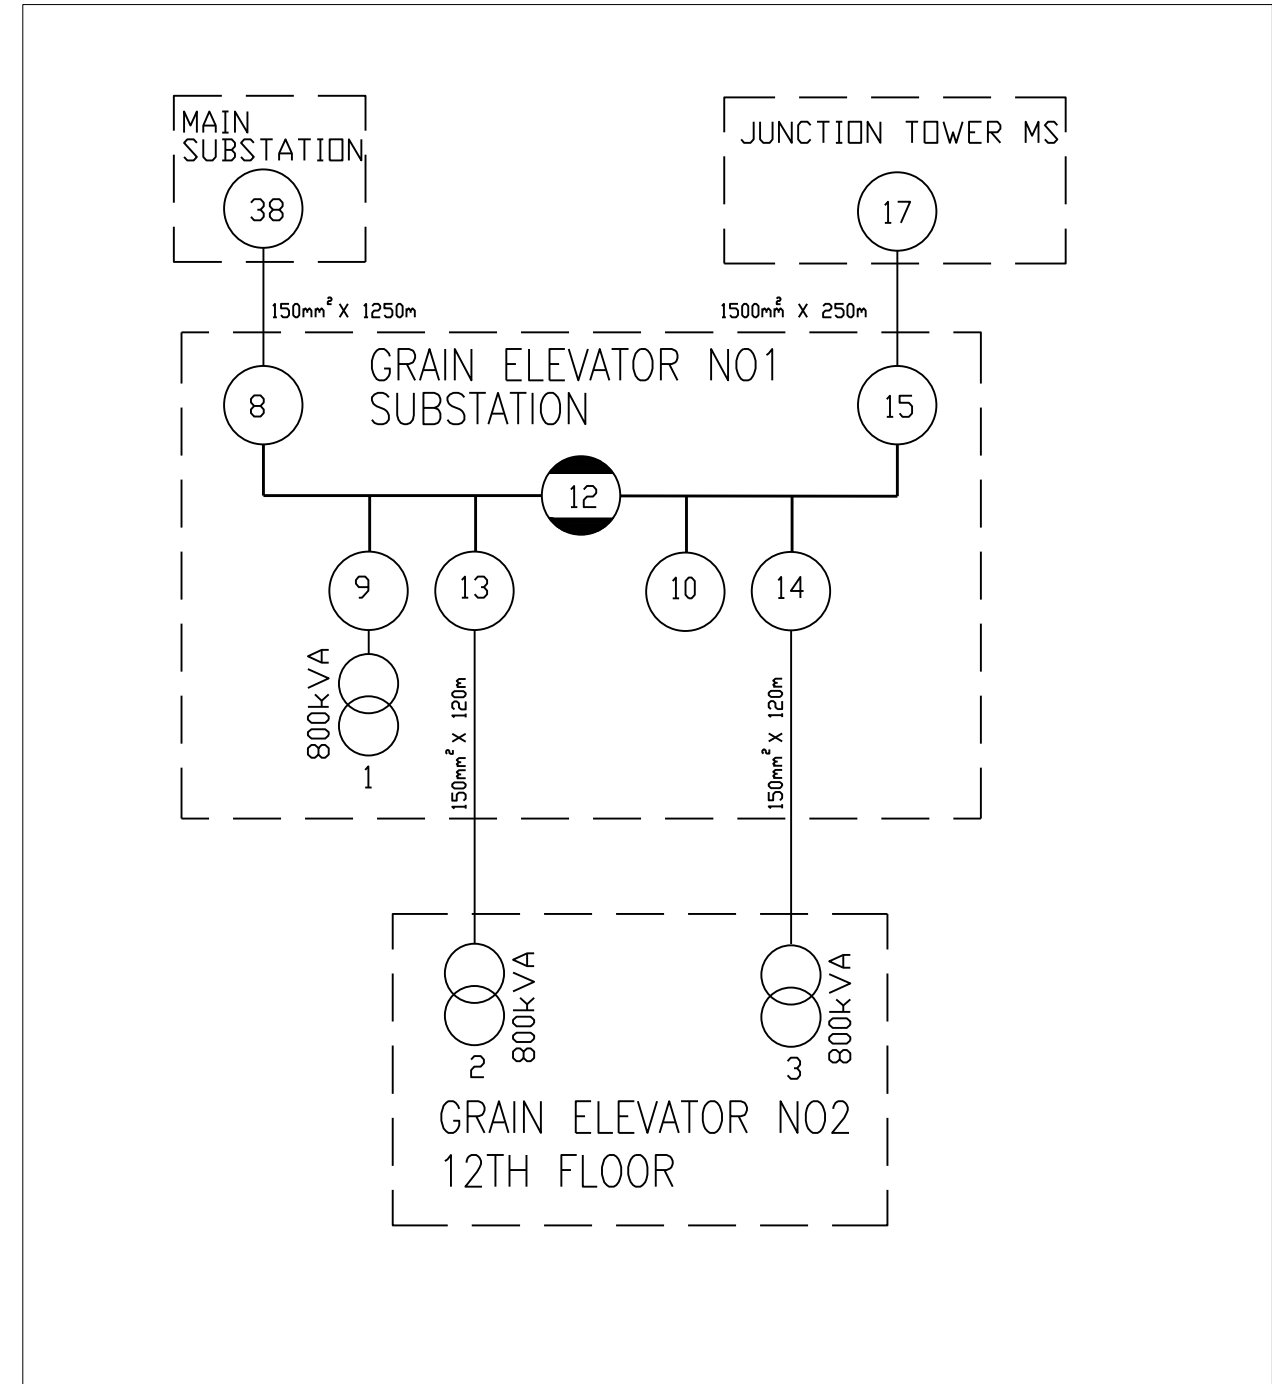 MAIN
SUBSTATION
38
JUNCTION TOWER MS
17
150mm² X 1250m
1500mm² X 250m
GRAIN ELEVATOR NO1
SUBSTATION
8
15
12
9
13
10
14
800kVA
1
150mm² X 120m
150mm² X 120m
2
800kVA
3
800kVA
GRAIN ELEVATOR NO2
12TH FLOOR